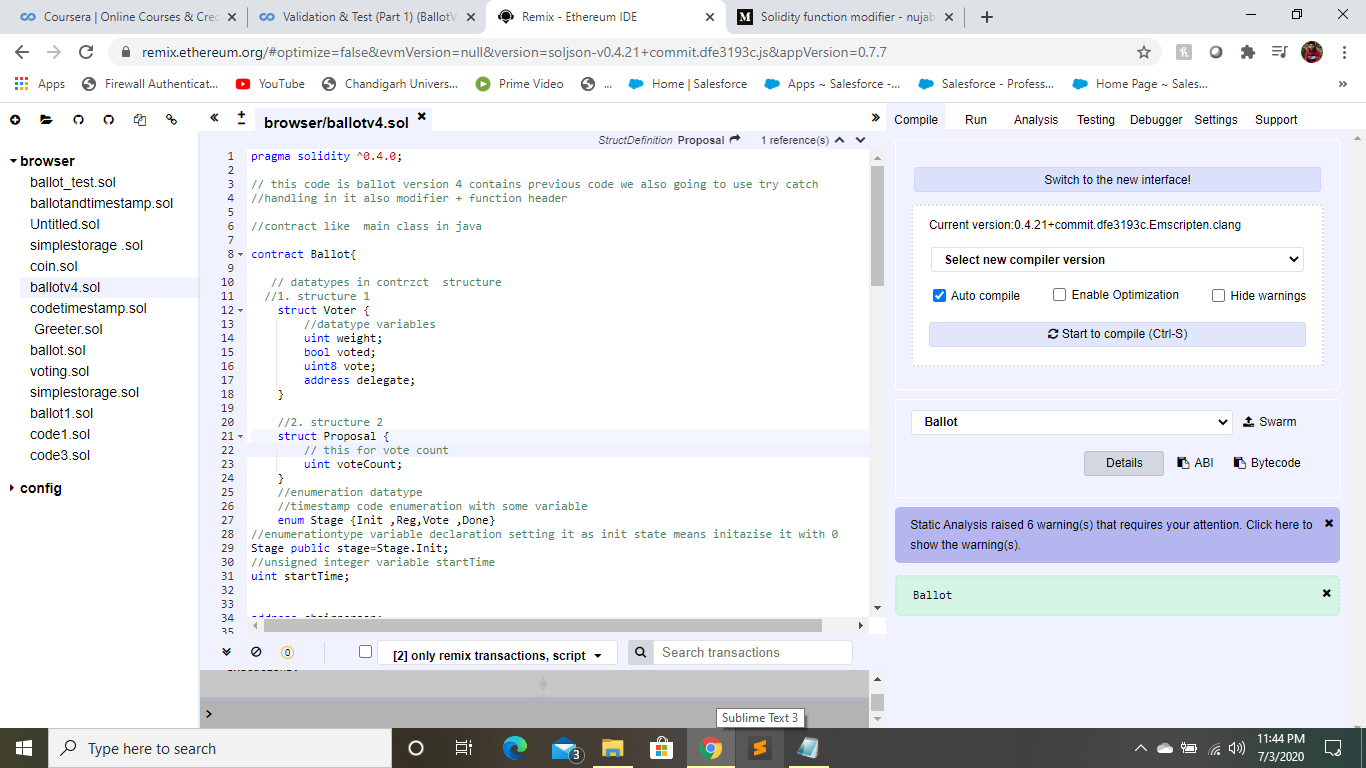 Coursera | Online Courses & Cred
Validation & Test (Part 1) (BallotV
Remix - Ethereum IDE
Solidity function modifier - nujab
remix.ethereum.org/#optimize=false&evmVersion=null&version=soljson-v0.4.21+commit.dfe3193c.js&appVersion=0.7.7
Apps
Firewall Authenticat...
YouTube
Chandigarh Univers...
Prime Video
...
Home | Salesforce
Apps ~ Salesforce -...
Salesforce - Profess...
Home Page ~ Sales...
browser/ballotv4.sol
Compile Run Analysis Testing Debugger Settings Support
StructDefinition Proposal 1 reference(s)
browser
ballot_test.sol
ballotandtimestamp.sol
Untitled.sol
simplestorage .sol
coin.sol
ballotv4.sol
codetimestamp.sol
Greeter.sol
ballot.sol
voting.sol
simplestorage.sol
ballot1.sol
code1.sol
code3.sol
config
1 pragma solidity ^0.4.0;
2
3 // this code is ballot version 4 contains previous code we also going to use try catch
4 //handling in it also modifier + function header
5
6 //contract like  main class in java
7
8 contract Ballot{
9
10 // datatypes in contrzct  structure
11 //1. structure 1
12 struct Voter {
13 //datatype variables
14 uint weight;
15 bool voted;
16 uint8 vote;
17 address delegate;
18 }
19
20 //2. structure 2
21 struct Proposal {
22 // this for vote count
23 uint voteCount;
24 }
25 //enumeration datatype
26 //timestamp code enumeration with some variable
27 enum Stage {Init ,Reg,Vote ,Done}
28 //enumerationtype variable declaration setting it as init state means initazise it with 0
29 Stage public stage=Stage.Init;
30 //unsigned integer variable startTime
31 uint startTime;
32
33
34 address chairperson;
35
Switch to the new interface!
Current version:0.4.21+commit.dfe3193c.Emscripten.clang
Select new compiler version
Auto compile
Enable Optimization
Hide warnings
Start to compile (Ctrl-S)
Ballot
Swarm
Details
ABI
Bytecode
Static Analysis raised 6 warning(s) that requires your attention. Click here to
show the warning(s).
Ballot
0
[2] only remix transactions, script
Search transactions
>
Sublime Text 3
Type here to search
3
11:44 PM
7/3/2020